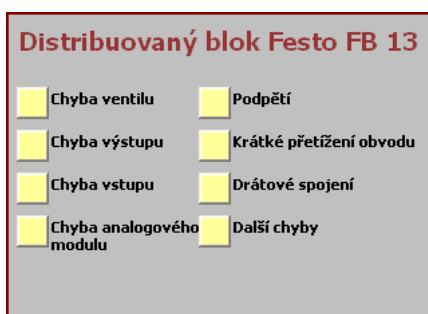 Distribuovaný blok Festo FB 13
Chyba ventilu
Podpětí
Chyba výstupu
Krátké přetížení obvodu
Chyba vstupu
Drátové spojení
Chyba analogového
modulu
Další chyby